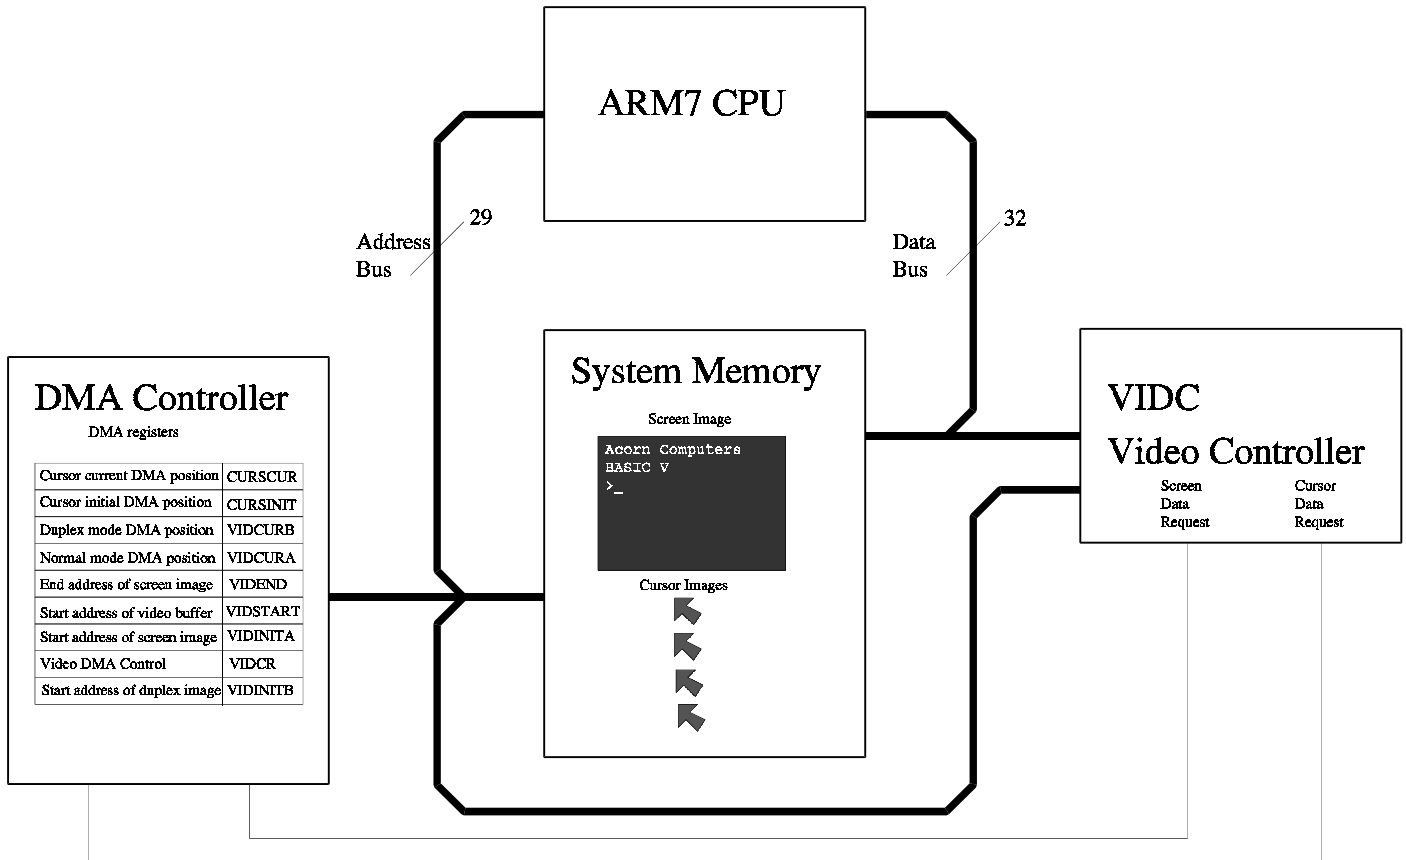 ARM7 CPU
29
Address
Bus
32
Data
Bus
DMA Controller
DMA registers
Cursor current DMA position CURSCUR
Cursor initial DMA position CURSINIT
Duplex mode DMA position VIDCURB
Normal mode DMA position VIDCURA
End address of screen image VIDEND
Start address of video buffer VIDSTART
Start address of screen image VIDINITA
Video DMA Control VIDCR
Start address of duplex image VIDINITB
System Memory
Screen Image
Acorn Computers
BASIC V
>_
Cursor Images
VIDC
Video Controller
Screen
Data
Request
Cursor
Data
Request